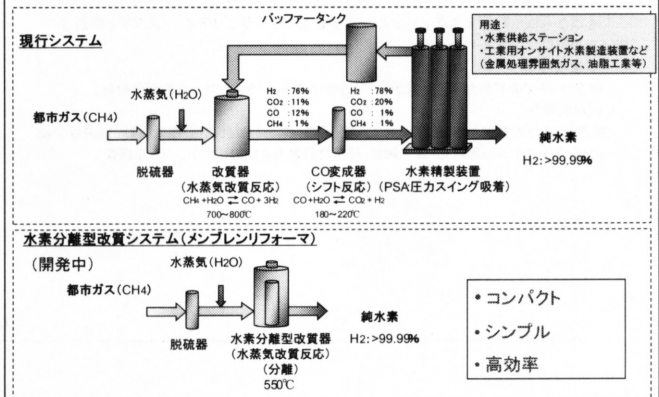 バッファータンク
用途:
・水素供給ステーション
・工業用オンサイト水素製造装置など
(金属処理雰囲気ガス、油脂工業等)
現行システム
水蒸気(H2O)
都市ガス(CH4)
H2 :76%
CO2 :11%
CO :12%
CH4 : 1%
H2 :78%
CO2 :20%
CO : 1%
CH4 : 1%
純水素
H2:>99.99%
脱硫器
改質器
(水蒸気改質反応)
CH4 +H2O ⇄ CO + 3H2
700~800℃
CO変成器
(シフト反応)
CO+H2O ⇄ CO2 + H2
180~220℃
水素精製装置
(PSA:圧力スイング吸着)
水素分離型改質システム(メンブレンリフォーマ)
(開発中)
水蒸気(H2O)
都市ガス(CH4)
純水素
H2:>99.99%
脱硫器
水素分離型改質器
(水蒸気改質反応)
(分離)
550℃
・コンパクト
・シンプル
・高効率